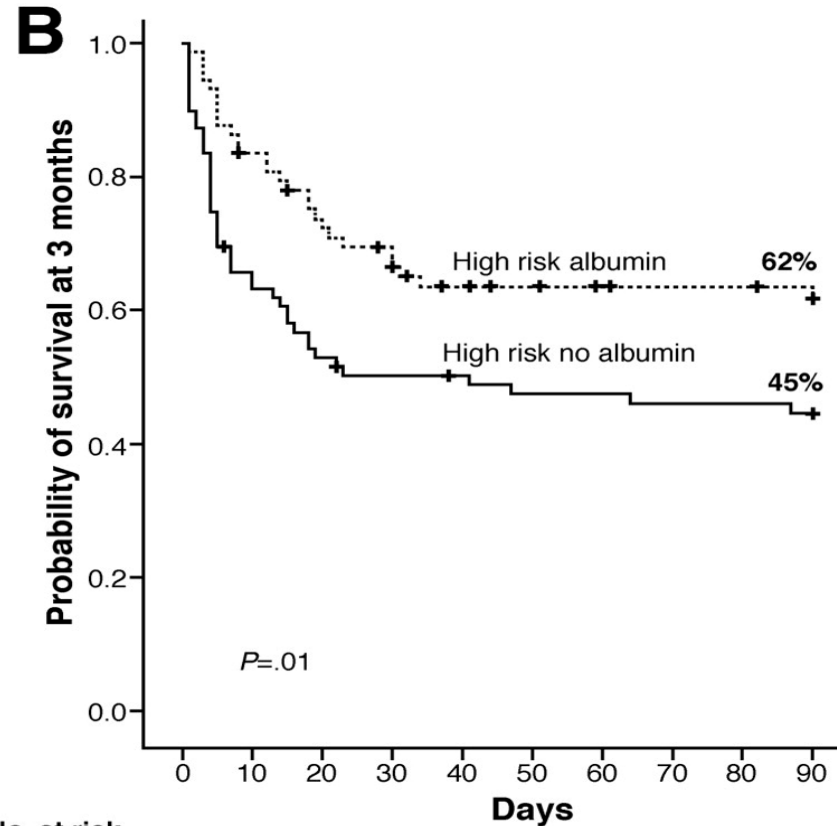 B
Probability of survival at 3 months
1.0
0.8
0.6
0.4
0.2
0.0
High risk albumin
62%
High risk no albumin
45%
P=.01
0 10 20 30 40 50 60 70 80 90
Days
at risk